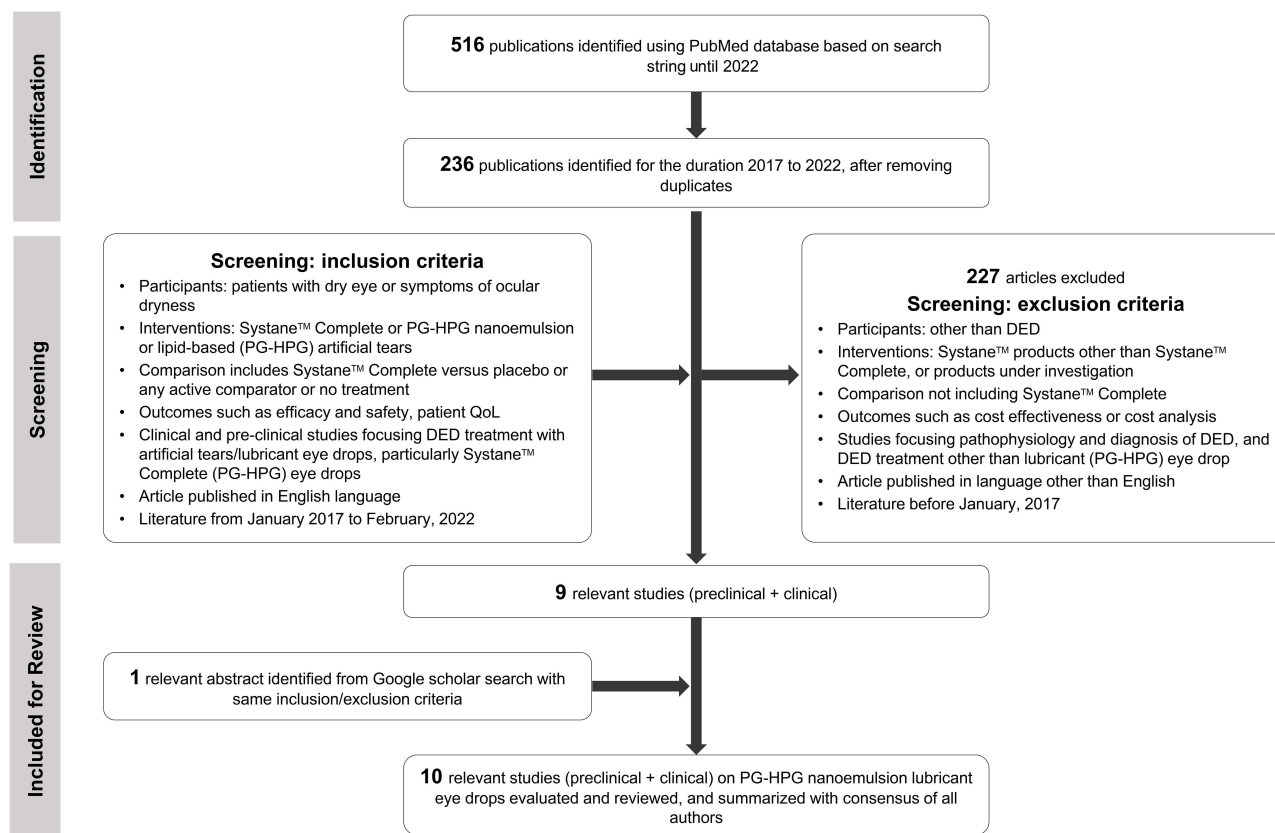 Identification
516 publications identified using PubMed database based on search
string until 2022
236 publications identified for the duration 2017 to 2022, after removing
duplicates
Screening
Screening: inclusion criteria
• Participants: patients with dry eye or symptoms of ocular
dryness
• Interventions: Systane™ Complete or PG-HPG nanoemulsion
or lipid-based (PG-HPG) artificial tears
• Comparison includes Systane™ Complete versus placebo or
any active comparator or no treatment
• Outcomes such as efficacy and safety, patient QoL
• Clinical and pre-clinical studies focusing DED treatment with
artificial tears/lubricant eye drops, particularly Systane™
Complete (PG-HPG) eye drops
• Article published in English language
• Literature from January 2017 to February, 2022
227 articles excluded
Screening: exclusion criteria
• Participants: other than DED
• Interventions: Systane™ products other than Systane™
Complete, or products under investigation
• Comparison not including Systane™ Complete
• Outcomes such as cost effectiveness or cost analysis
• Studies focusing pathophysiology and diagnosis of DED, and
DED treatment other than lubricant (PG-HPG) eye drop
• Article published in language other than English
• Literature before January, 2017
Included for Review
9 relevant studies (preclinical + clinical)
1 relevant abstract identified from Google scholar search with
same inclusion/exclusion criteria
10 relevant studies (preclinical + clinical) on PG-HPG nanoemulsion lubricant
eye drops evaluated and reviewed, and summarized with consensus of all
authors